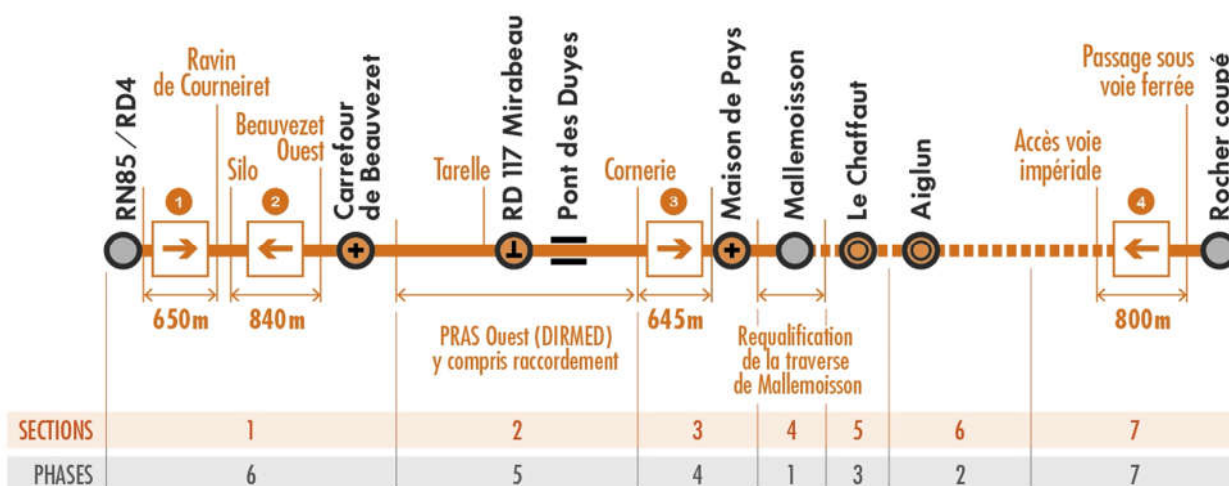 RN85 / RD4
Ravin
de Courneiret
Silo
Beauvezet
Ouest
Carrefour
de Beauvezet
Tarelle
RD 117 Mirabeau
Pont des Duyes
Cornerie
Maison de Pays
Mallemoisson
Le Chaffaut
Aiglun
Accès voie
impériale
Passage sous
voie ferrée
Rocher coupé
1
2
3
4
650m
840m
645m
800m
PRAS Ouest (DIRMED)
y compris raccordement
Requalification
de la traverse
de Mallemoisson
SECTIONS 1 2 3 4 5 6 7
PHASES 6 5 4 1 3 2 7